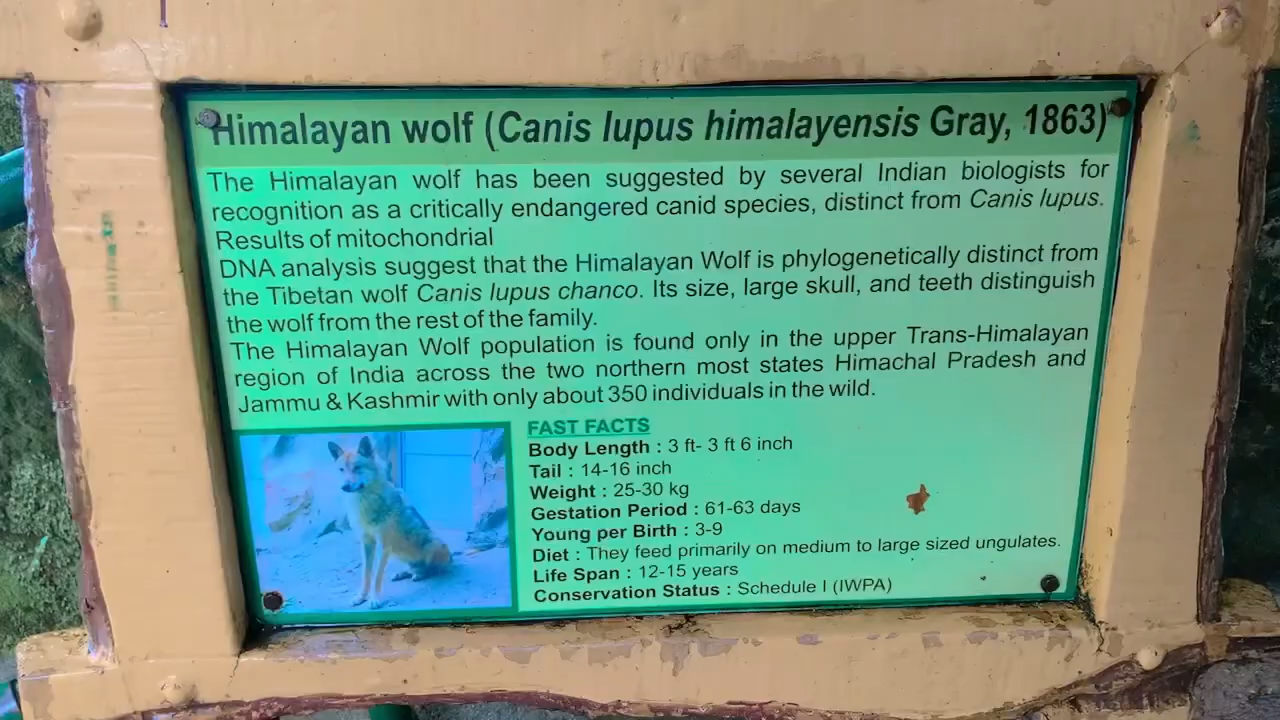 Himalayan wolf (Canis lupus himalayensis Gray, 1863)
The Himalayan wolf has been suggested by several Indian biologists for
recognition as a critically endangered canid species, distinct from Canis lupus.
Results of mitochondrial
DNA analysis suggest that the Himalayan Wolf is phylogenetically distinct from
the Tibetan wolf Canis lupus chanco. Its size, large skull, and teeth distinguish
the wolf from the rest of the family.
The Himalayan Wolf population is found only in the upper Trans-Himalayan
region of India across the two northern most states Himachal Pradesh and
Jammu & Kashmir with only about 350 individuals in the wild.
FAST FACTS
Body Length : 3 ft- 3 ft 6 inch
Tail : 14-16 inch
Weight : 25-30 kg
Gestation Period : 61-63 days
Young per Birth : 3-9
Diet : They feed primarily on medium to large sized ungulates.
Life Span : 12-15 years
Conservation Status : Schedule I (IWPA)